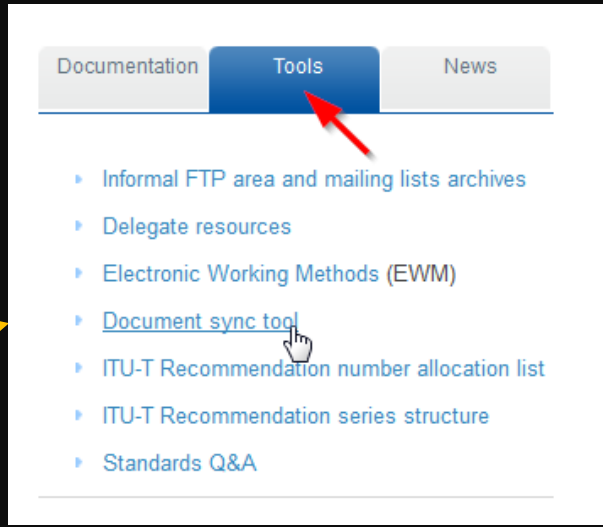 Documentation Tools News
Informal FTP area and mailing lists archives
Delegate resources
Electronic Working Methods (EWM)
Document sync tool
ITU-T Recommendation number allocation list
ITU-T Recommendation series structure
Standards Q&A